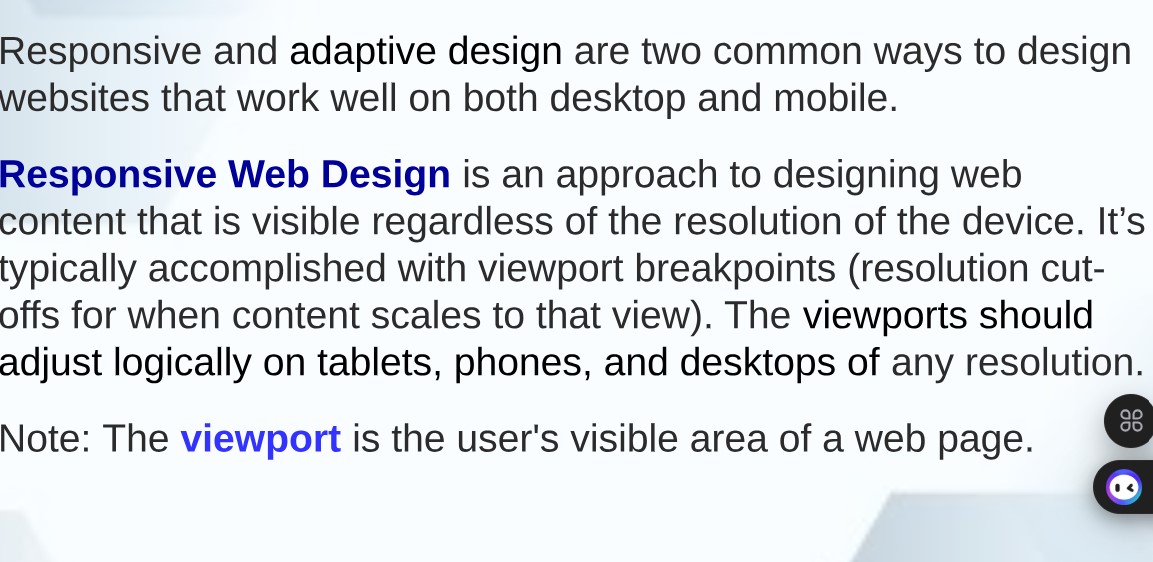 Responsive and adaptive design are two common ways to design
websites that work well on both desktop and mobile.
Responsive Web Design is an approach to designing web
content that is visible regardless of the resolution of the device. It’s
typically accomplished with viewport breakpoints (resolution cut-
offs for when content scales to that view). The viewports should
adjust logically on tablets, phones, and desktops of any resolution.
Note: The viewport is the user's visible area of a web page.